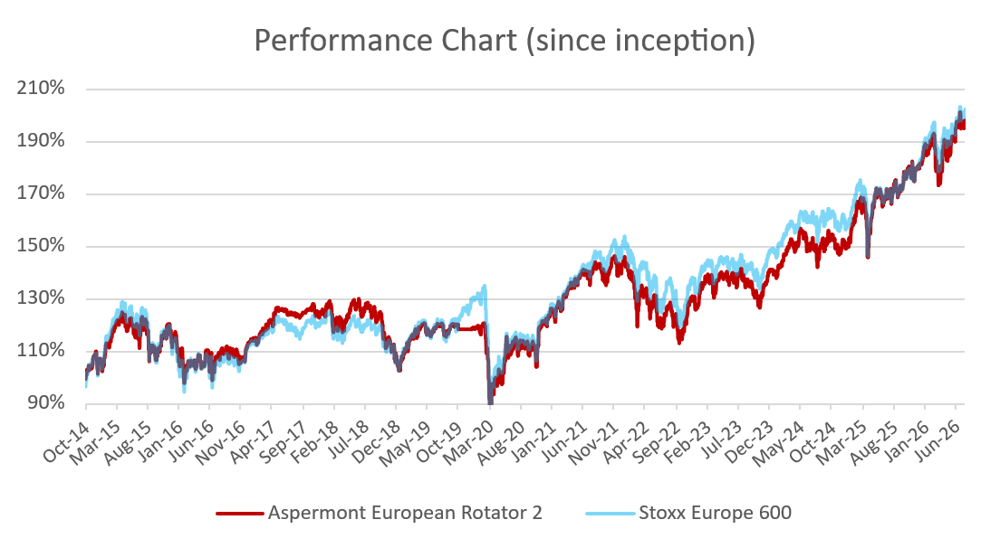 Performance Chart (since inception)
210%
190%
170%
150%
130%
110%
90%
Oct-14 Mar-15 Aug-15 Jan-16 Jun-16 Nov-16 Apr-17 Sep-17 Feb-18 Jul-18 Dec-18 May-19 Oct-19 Mar-20 Aug-20 Jan-21 Jun-21 Nov-21 Apr-22 Sep-22 Feb-23 Jul-23 Dec-23 May-24 Oct-24 Mar-25 Aug-25 Jan-26 Jun-26
Aspermont European Rotator 2 Stoxx Europe 600